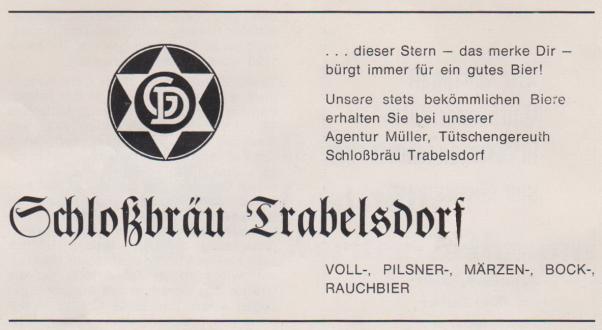 . . . dieser Stern – das merke Dir –
bürgt immer für ein gutes Bier!
Unsere stets bekömmlichen Biere
erhalten Sie bei unserer
Agentur Müller, Tütschengereuth
Schloßbräu Trabelsdorf
Schloßbräu Trabelsdorf
VOLL-, PILSNER-, MÄRZEN-, BOCK-,
RAUCHBIER